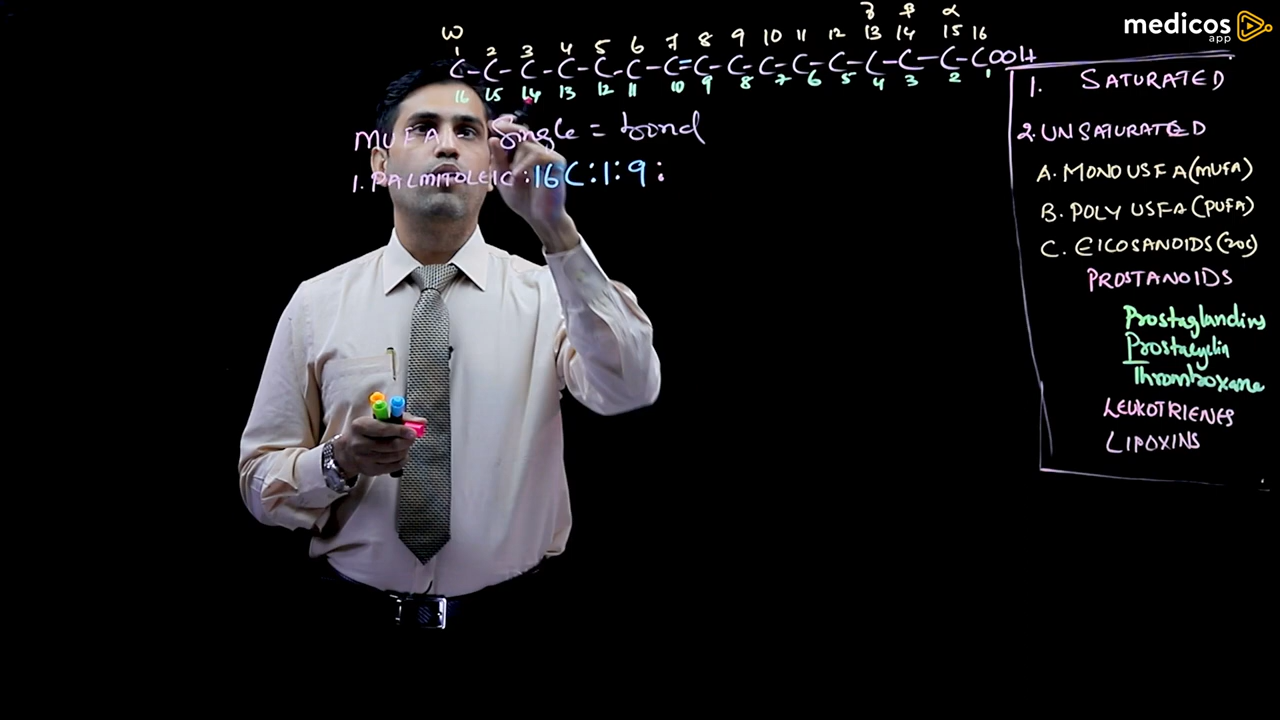 medicos
app
γ β α
ω
1 2 3 4 5 6 7 8 9 10 11 12 13 14 15 16
C-C-C-C-C-C-C=C-C-C-C-C-C-C-C-COOH
16 15 14 13 12 11 10 9 8 7 6 5 4 3 2 1
MUFA - Single = bond
1. PALMITOLEIC : 16C:1:9:
1. SATURATED
2. UNSATURATED
A. MONO USFA (MUFA)
B. POLY USFA (PUFA)
C. EICOSANOIDS (20C)
PROSTANOIDS
Prostaglandins
Prostacyclin
Thromboxane
LEUKOTRIENES
LIPOXINS